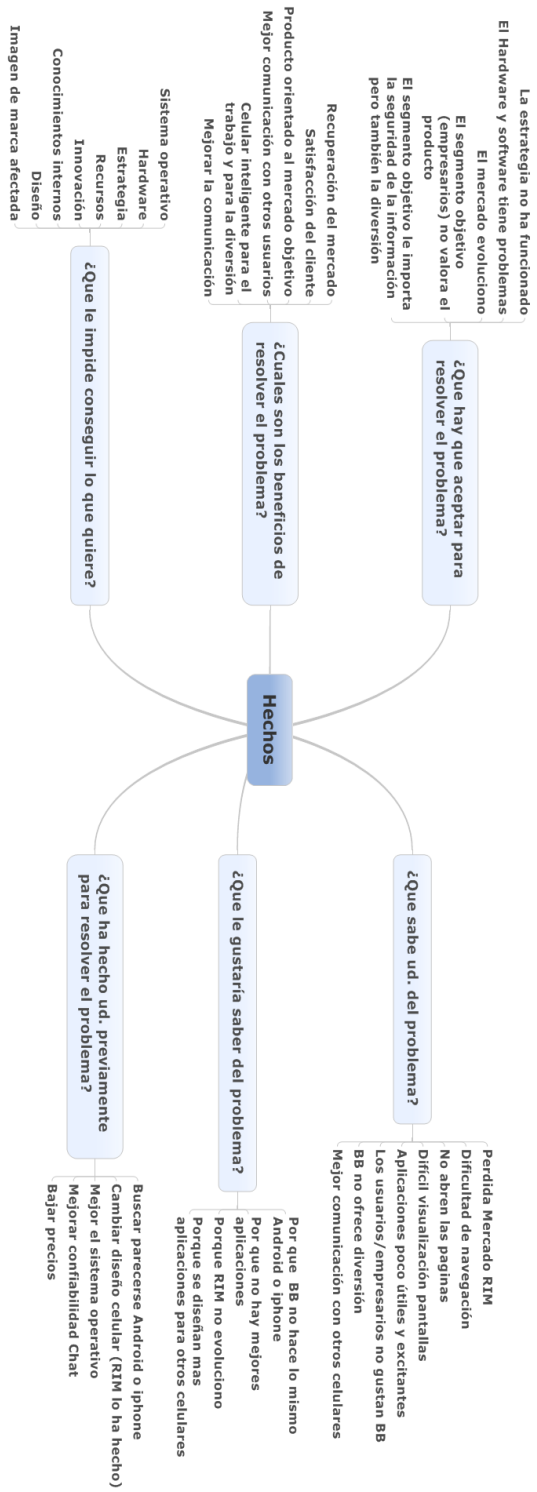 Hechos
¿Que sabe ud. del problema?
Perdida Mercado RIM
Dificultad de navegación
No abren las paginas
Difícil visualización pantallas
Aplicaciones poco útiles y excitantes
Los usuarios/empresarios no gustan BB
BB no ofrece diversión
Mejor comunicación con otros celulares
¿Que le gustaría saber del problema?
Por que BB no hace lo mismo
Android o iphone
Por que no hay mejores
aplicaciones
Porque RIM no evoluciono
Porque se diseñan mas
aplicaciones para otros celulares
¿Que ha hecho ud. previamente
para resolver el problema?
Buscar parecerse Android o iphone
Cambiar diseño celular (RIM lo ha hecho)
Mejor el sistema operativo
Mejorar confiabilidad Chat
Bajar precios
¿Que hay que aceptar para
resolver el problema?
La estrategia no ha funcionado
El Hardware y software tiene problemas
El mercado evoluciono
El segmento objetivo
(empresarios) no valora el
producto
El segmento objetivo le importa
la seguridad de la información
pero también la diversión
¿Cuales son los beneficios de
resolver el problema?
Recuperación del mercado
Satisfacción del cliente
Producto orientado al mercado objetivo
Mejor comunicación con otros usuarios
Celular inteligente para el
trabajo y para la diversión
Mejorar la comunicación
¿Que le impide conseguir lo que quiere?
Sistema operativo
Hardware
Estrategia
Recursos
Innovación
Conocimientos internos
Diseño
Imagen de marca afectada